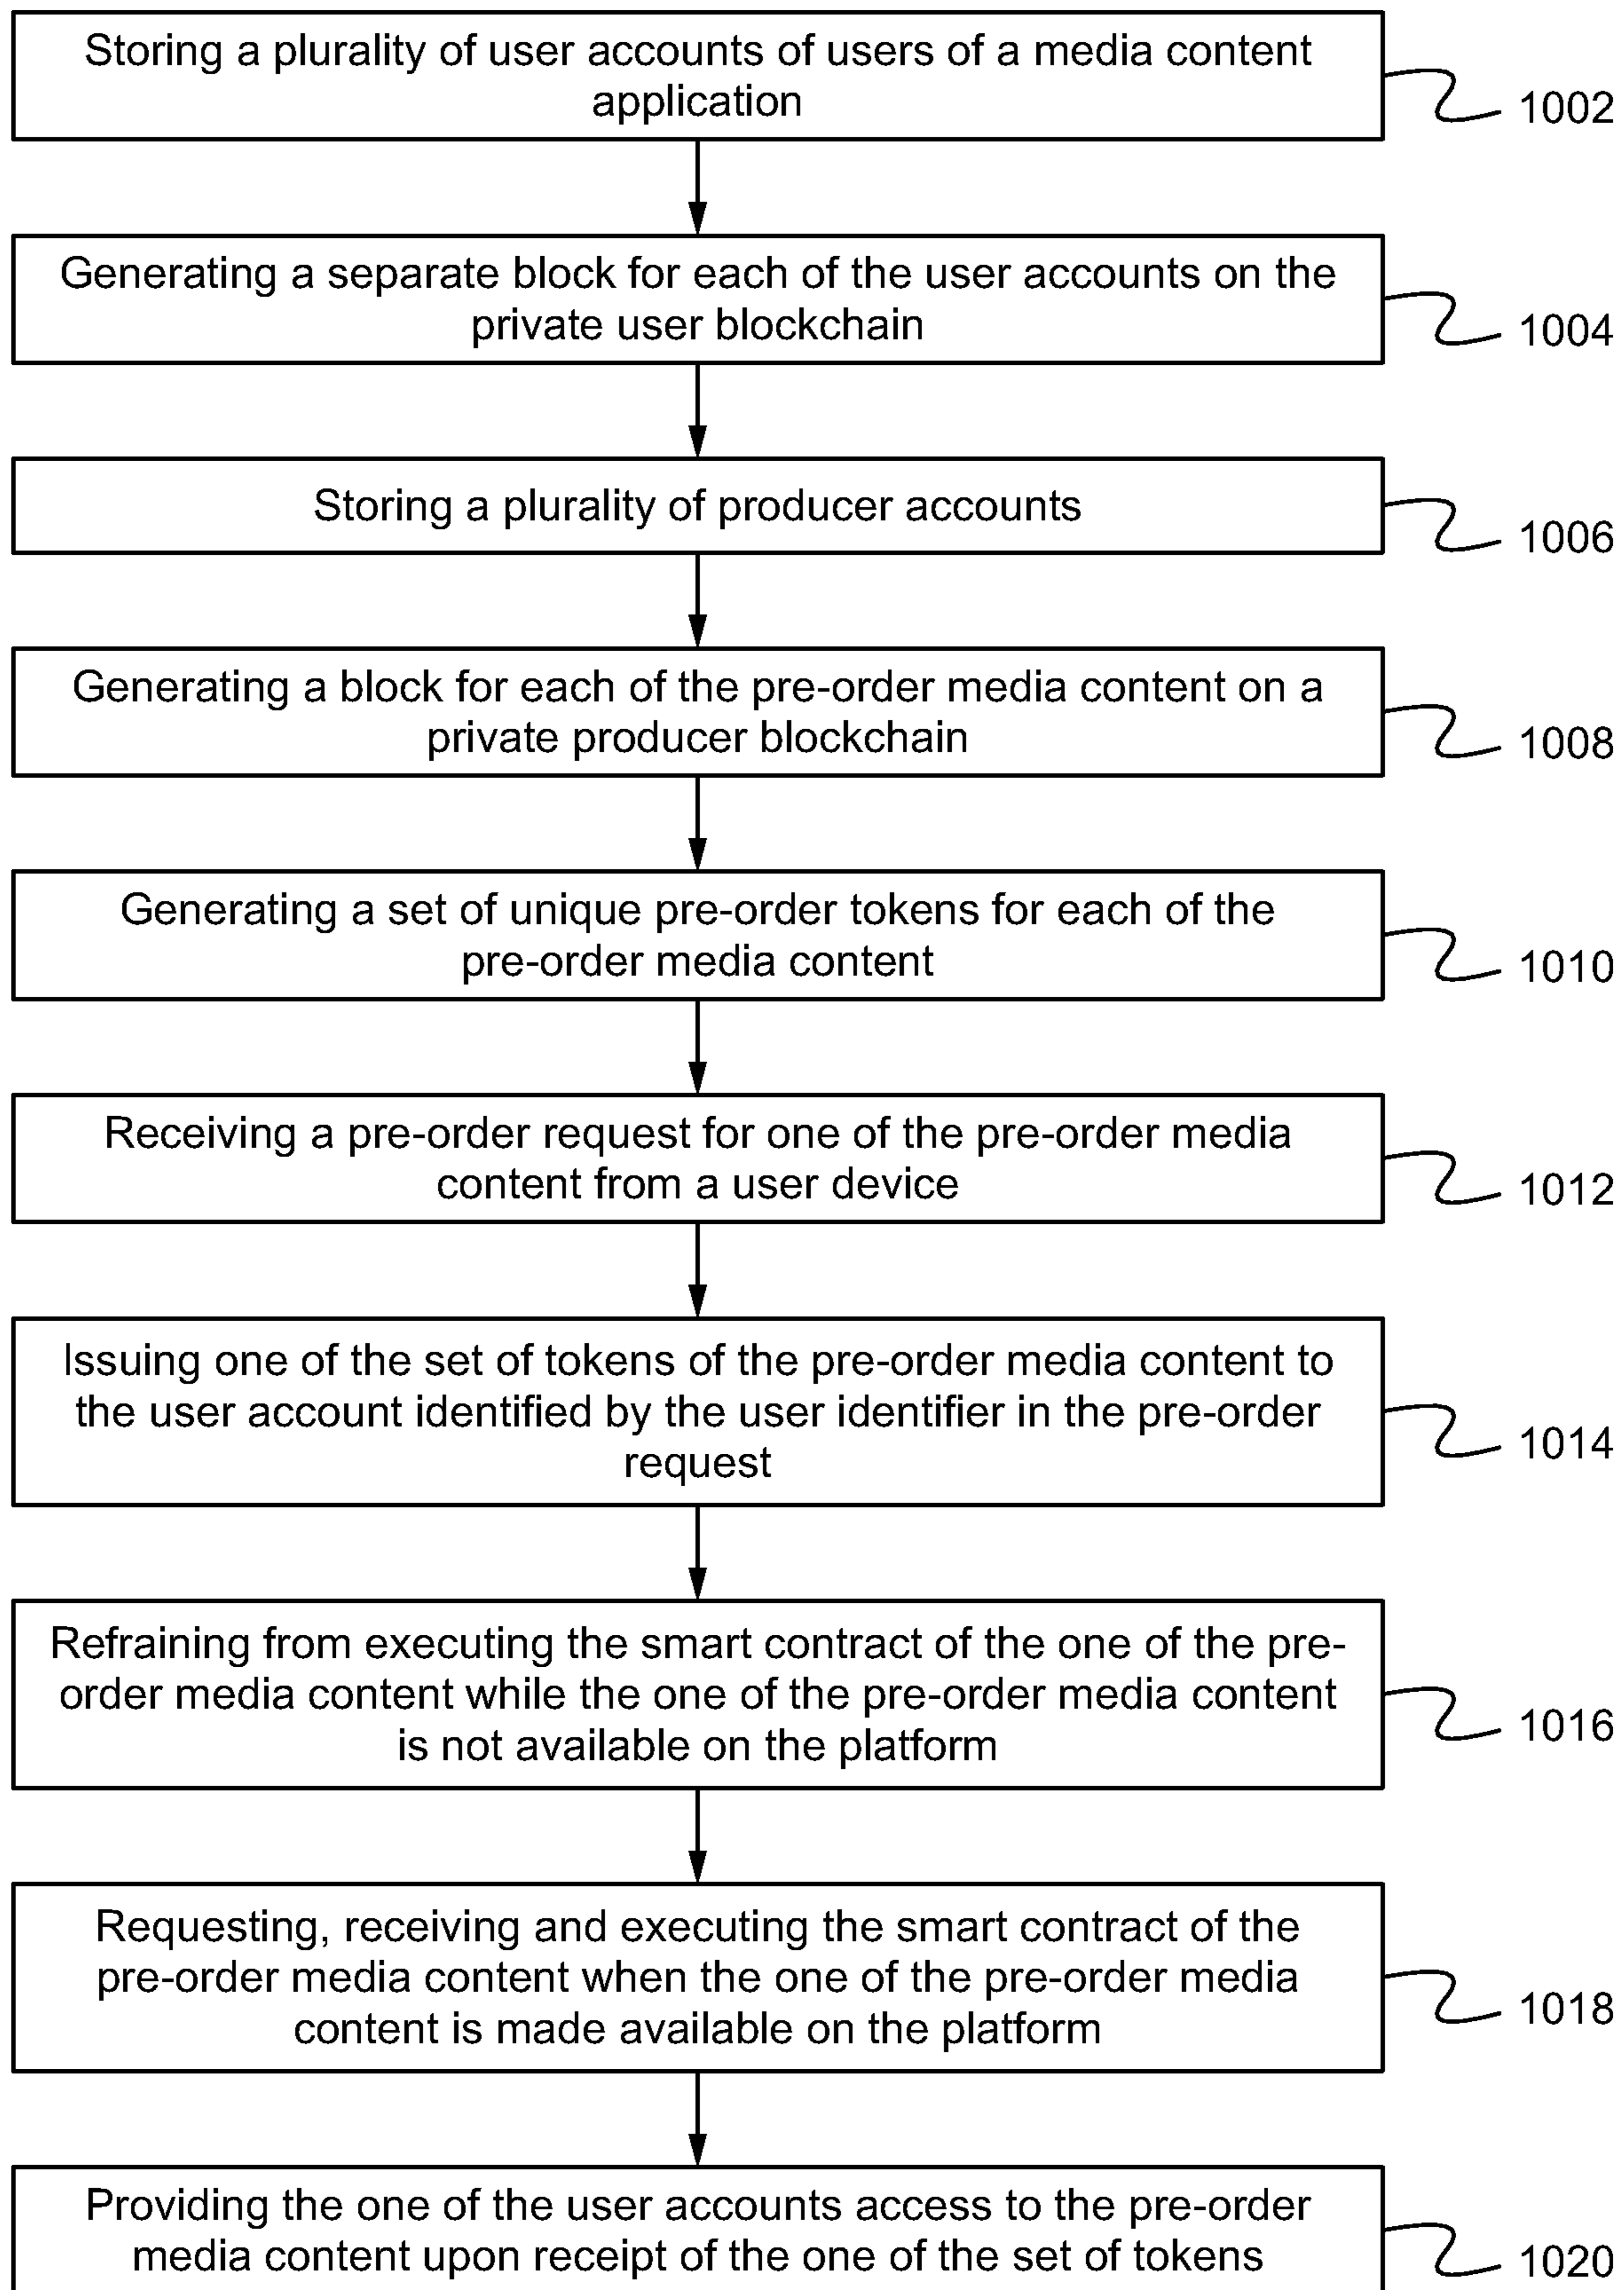 Storing a plurality of user accounts of users of a media content
application
1002
Generating a separate block for each of the user accounts on the
private user blockchain
1004
Storing a plurality of producer accounts
1006
Generating a block for each of the pre-order media content on a
private producer blockchain
1008
Generating a set of unique pre-order tokens for each of the
pre-order media content
1010
Receiving a pre-order request for one of the pre-order media
content from a user device
1012
Issuing one of the set of tokens of the pre-order media content to
the user account identified by the user identifier in the pre-order
request
1014
Refraining from executing the smart contract of the one of the pre-
order media content while the one of the pre-order media content
is not available on the platform
1016
Requesting, receiving and executing the smart contract of the
pre-order media content when the one of the pre-order media
content is made available on the platform
1018
Providing the one of the user accounts access to the pre-order
media content upon receipt of the one of the set of tokens
1020